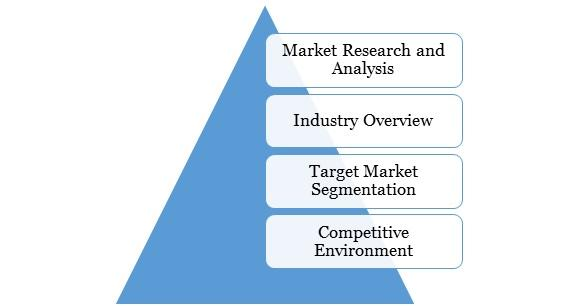 Market Research and
Analysis
Industry Overview
Target Market
Segmentation
Competitive
Environment